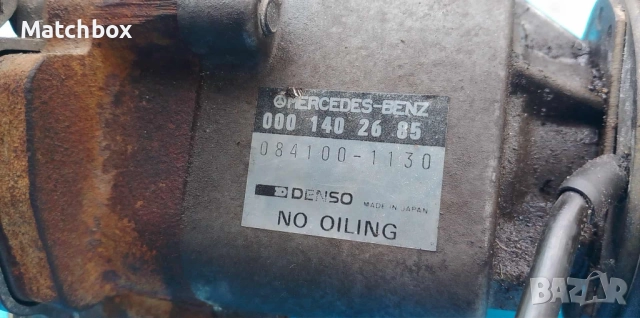 Matchbox
MERCEDES-BENZ
000 140 26 85
084100-1130
DENSO MADE IN JAPAN
NO OILING
BAZAR